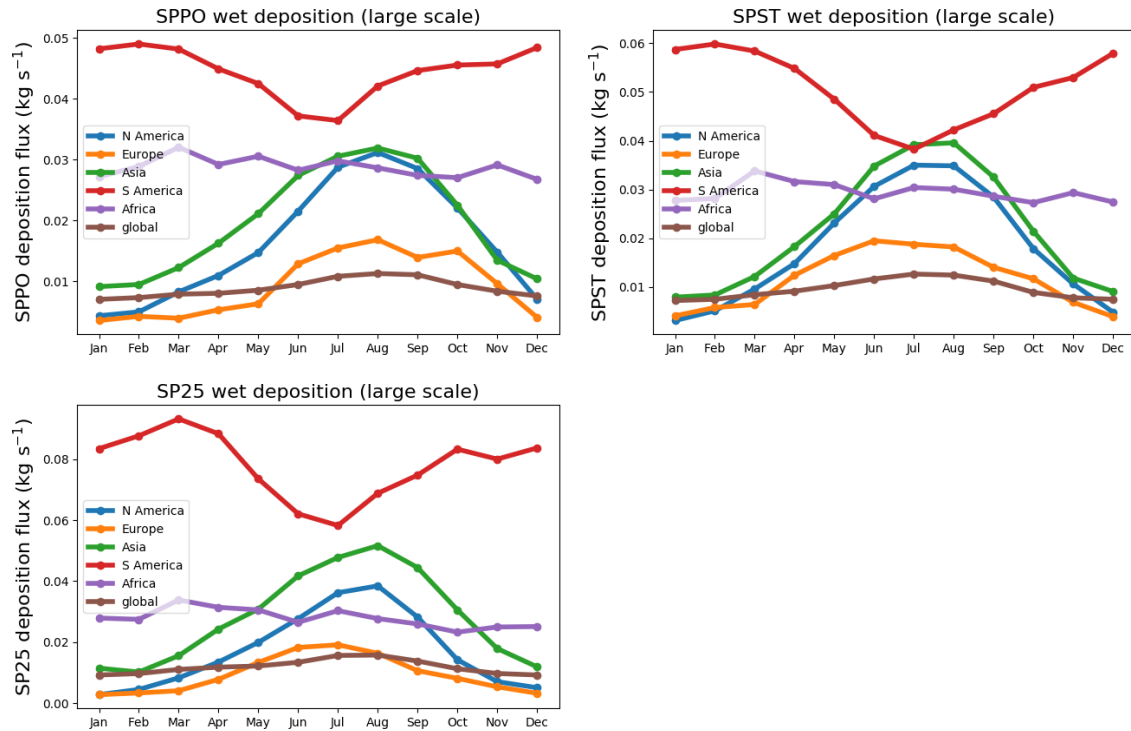 SPPO wet deposition (large scale)
SPPO deposition flux (kg s⁻¹)
0.05
0.04
0.03
0.02
0.01
N America
Europe
Asia
S America
Africa
global
Jan Feb Mar Apr May Jun Jul Aug Sep Oct Nov Dec
SPST wet deposition (large scale)
SPST deposition flux (kg s⁻¹)
0.06
0.05
0.04
0.03
0.02
0.01
N America
Europe
Asia
S America
Africa
global
Jan Feb Mar Apr May Jun Jul Aug Sep Oct Nov Dec
SP25 wet deposition (large scale)
SP25 deposition flux (kg s⁻¹)
0.08
0.06
0.04
0.02
0.00
N America
Europe
Asia
S America
Africa
global
Jan Feb Mar Apr May Jun Jul Aug Sep Oct Nov Dec